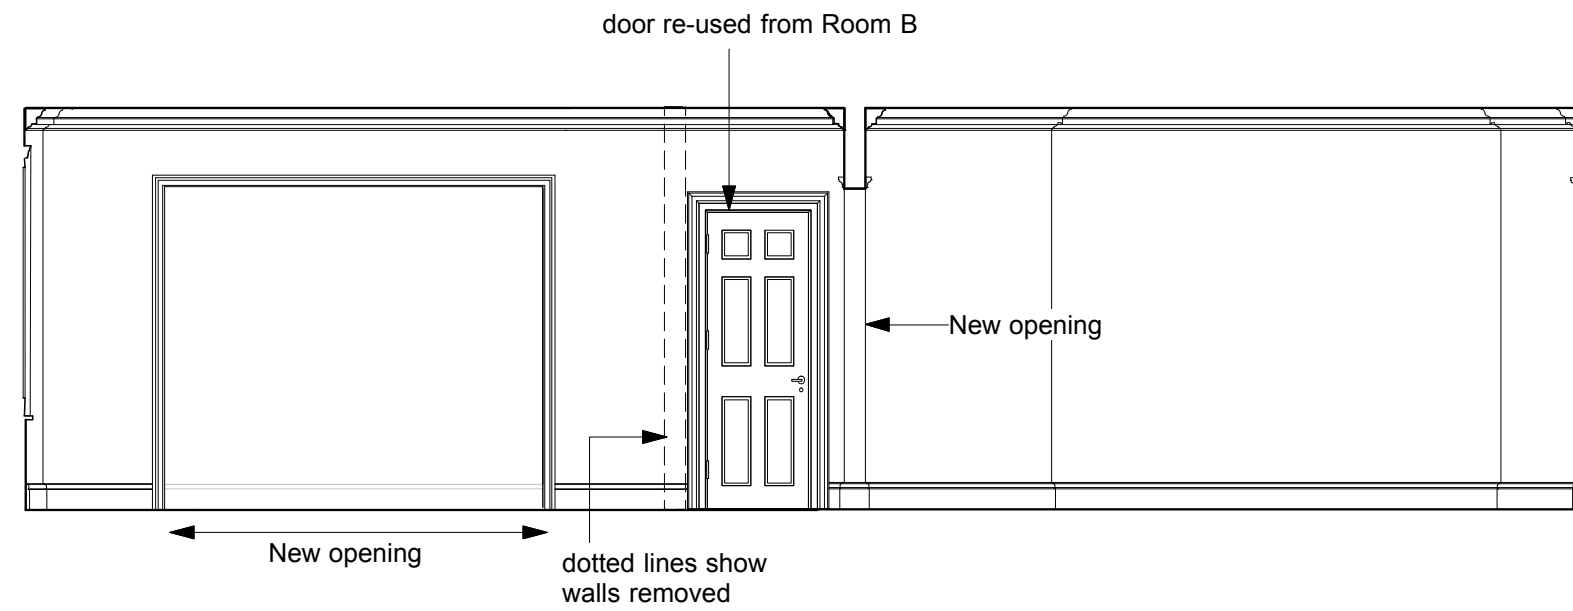 door re-used from Room B
New opening
New opening
dotted lines show
walls removed